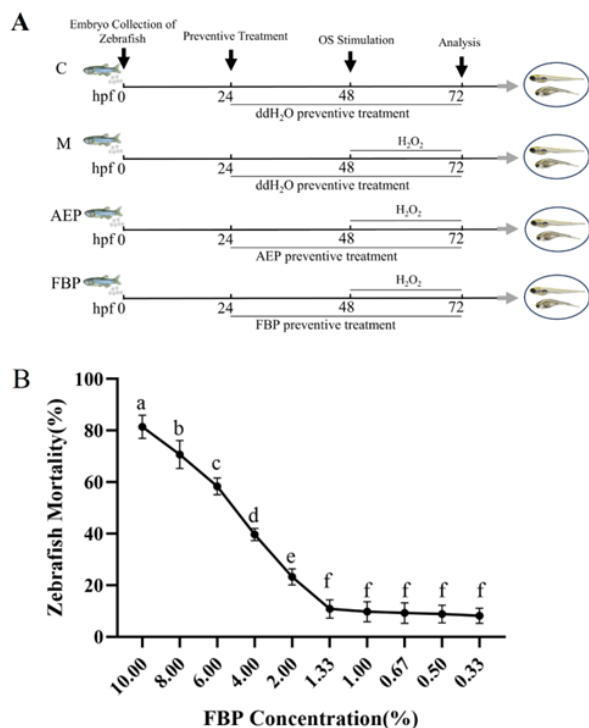 A
Embryo Collection of
Zebrafish
Preventive Treatment
OS Stimulation
Analysis
C
hpf 0 24 48 72
ddH₂O preventive treatment
M
H₂O₂
hpf 0 24 48 72
ddH₂O preventive treatment
AEP
H₂O₂
hpf 0 24 48 72
AEP preventive treatment
FBP
H₂O₂
hpf 0 24 48 72
FBP preventive treatment
B
Zebrafish Mortality(%)
100
80
60
40
20
0
a
b
c
d
e
f f f f f
10.00 8.00 6.00 4.00 2.00 1.33 1.00 0.67 0.50 0.33
FBP Concentration(%)